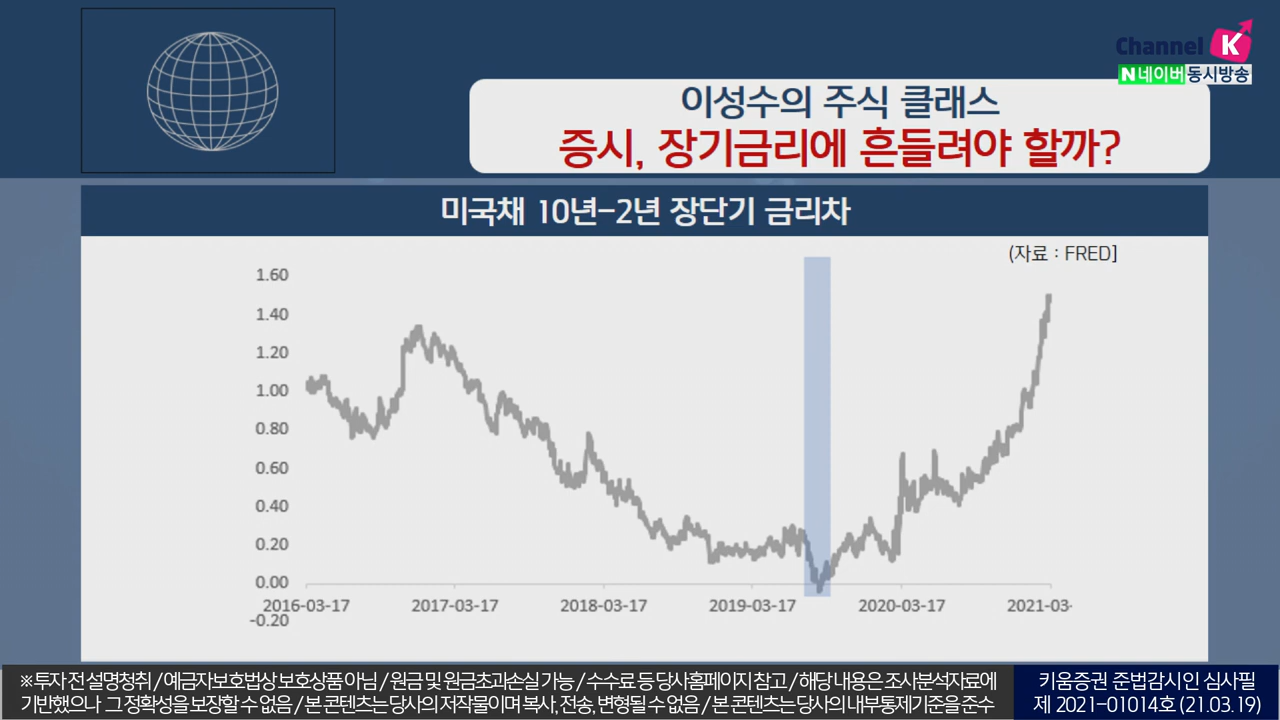 Channel K
N 네이버 동시방송
이성수의 주식 클래스
증시, 장기금리에 흔들려야 할까?
미국채 10년-2년 장단기 금리차
(자료 : FRED]
1.60
1.40
1.20
1.00
0.80
0.60
0.40
0.20
0.00
2016-03-17 2017-03-17 2018-03-17 2019-03-17 2020-03-17 2021-03-
-0.20
※ 투자 전 설명청취 / 예금자보호법상 보호상품 아님 / 원금 및 원금초과손실 가능 / 수수료 등 당사홈페이지 참고 / 해당 내용은 조사분석자료에
기반했으나 그 정확성을 보장할 수 없음 / 본 콘텐츠는 당사의 저작물이며 복사, 전송, 변형될 수 없음 / 본 콘텐츠는 당사의 내부통제기준을 준수
키움증권 준법감시인 심사필
제 2021-01014호 (21.03.19)